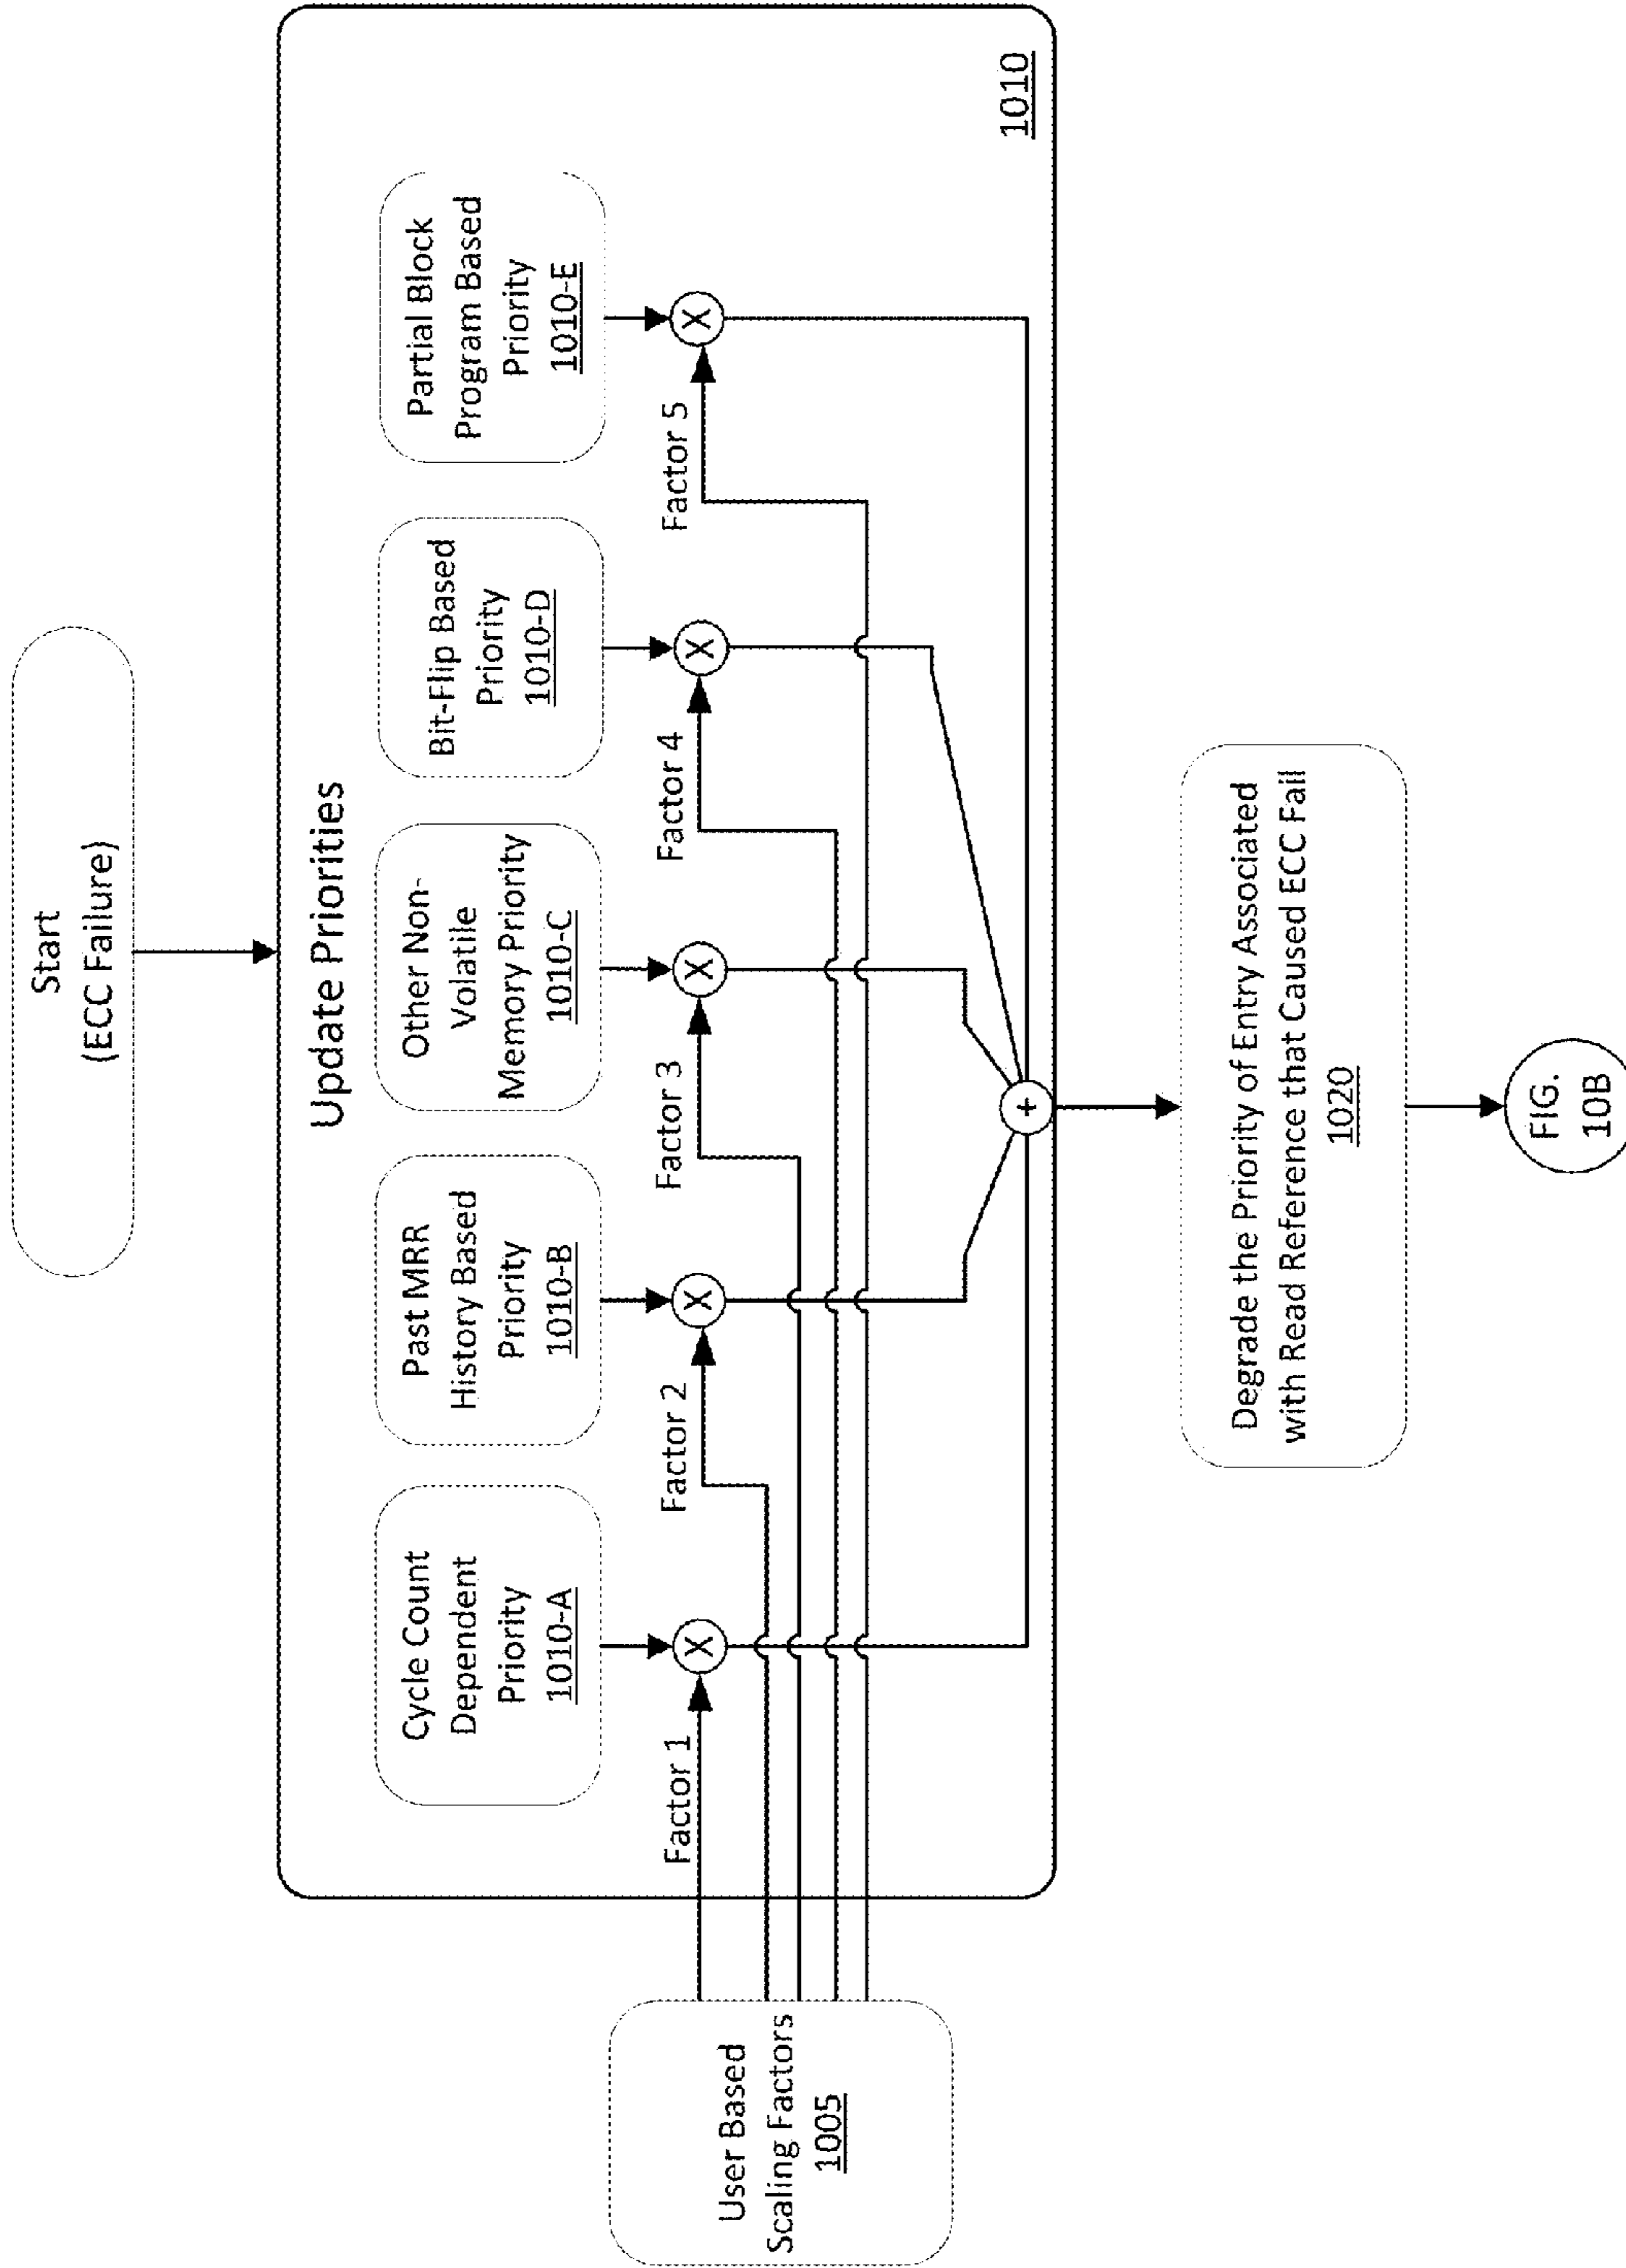 Start
(ECC Failure)
Update Priorities
Cycle Count
Dependent
Priority
1010-A
Past MRR
History Based
Priority
1010-B
Other Non-
Volatile
Memory Priority
1010-C
Bit-Flip Based
Priority
1010-D
Partial Block
Program Based
Priority
1010-E
Factor 1
Factor 2
Factor 3
Factor 4
Factor 5
X
X
X
X
X
User Based
Scaling Factors
1005
+
1010
Degrade the Priority of Entry Associated
with Read Reference that Caused ECC Fail
1020
FIG.
10B